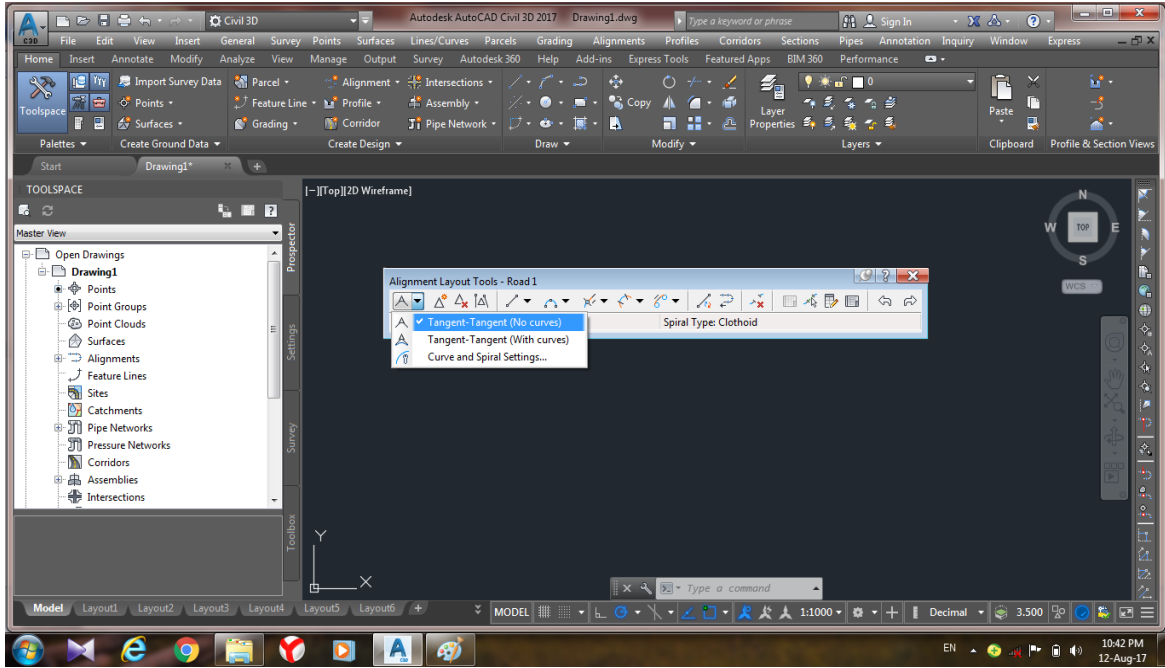 Civil 3D Autodesk AutoCAD Civil 3D 2017 Drawing1.dwg Type a keyword or phrase Sign In
C3D File Edit View Insert General Survey Points Surfaces Lines/Curves Parcels Grading Alignments Profiles Corridors Sections Pipes Annotation Inquiry Window Express
Home Insert Annotate Modify Analyze View Manage Output Survey Autodesk 360 Help Add-ins Express Tools Featured Apps BIM 360 Performance
Import Survey Data Parcel Alignment Intersections 0
Toolspace Points Feature Line Profile Assembly Copy Layer Properties Paste
Surfaces Grading Corridor Pipe Network
Palettes Create Ground Data Create Design Draw Modify Layers Clipboard Profile & Section Views
Start Drawing1* +
TOOLSPACE
[−][Top][2D Wireframe]
Master View
Open Drawings
Drawing1
Points
Point Groups
Point Clouds
Surfaces
Alignments
Feature Lines
Sites
Catchments
Pipe Networks
Pressure Networks
Corridors
Assemblies
Intersections
Prospector
Settings
Survey
Toolbox
Alignment Layout Tools - Road 1
Tangent-Tangent (No curves) Spiral Type: Clothoid
Tangent-Tangent (With curves)
Curve and Spiral Settings...
N
W TOP E
S
WCS
Y
X
Type a command
Model Layout1 Layout2 Layout3 Layout4 Layout5 Layout6 + MODEL 1:1000 Decimal 3.500
EN 10:42 PM
12-Aug-17